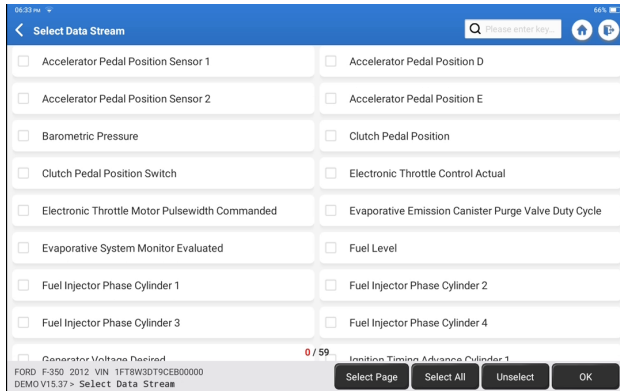 06:33 PM 66%
Select Data Stream Please enter key...
Accelerator Pedal Position Sensor 1 Accelerator Pedal Position D
Accelerator Pedal Position Sensor 2 Accelerator Pedal Position E
Barometric Pressure Clutch Pedal Position
Clutch Pedal Position Switch Electronic Throttle Control Actual
Electronic Throttle Motor Pulsewidth Commanded Evaporative Emission Canister Purge Valve Duty Cycle
Evaporative System Monitor Evaluated Fuel Level
Fuel Injector Phase Cylinder 1 Fuel Injector Phase Cylinder 2
Fuel Injector Phase Cylinder 3 Fuel Injector Phase Cylinder 4
Generator Voltage Desired 0/59 Ignition Timing Advance Cylinder 1
FORD F-350 2012 VIN 1FT8W3DT9CEB00000
DEMO V15.37 > Select Data Stream
Select Page Select All Unselect OK